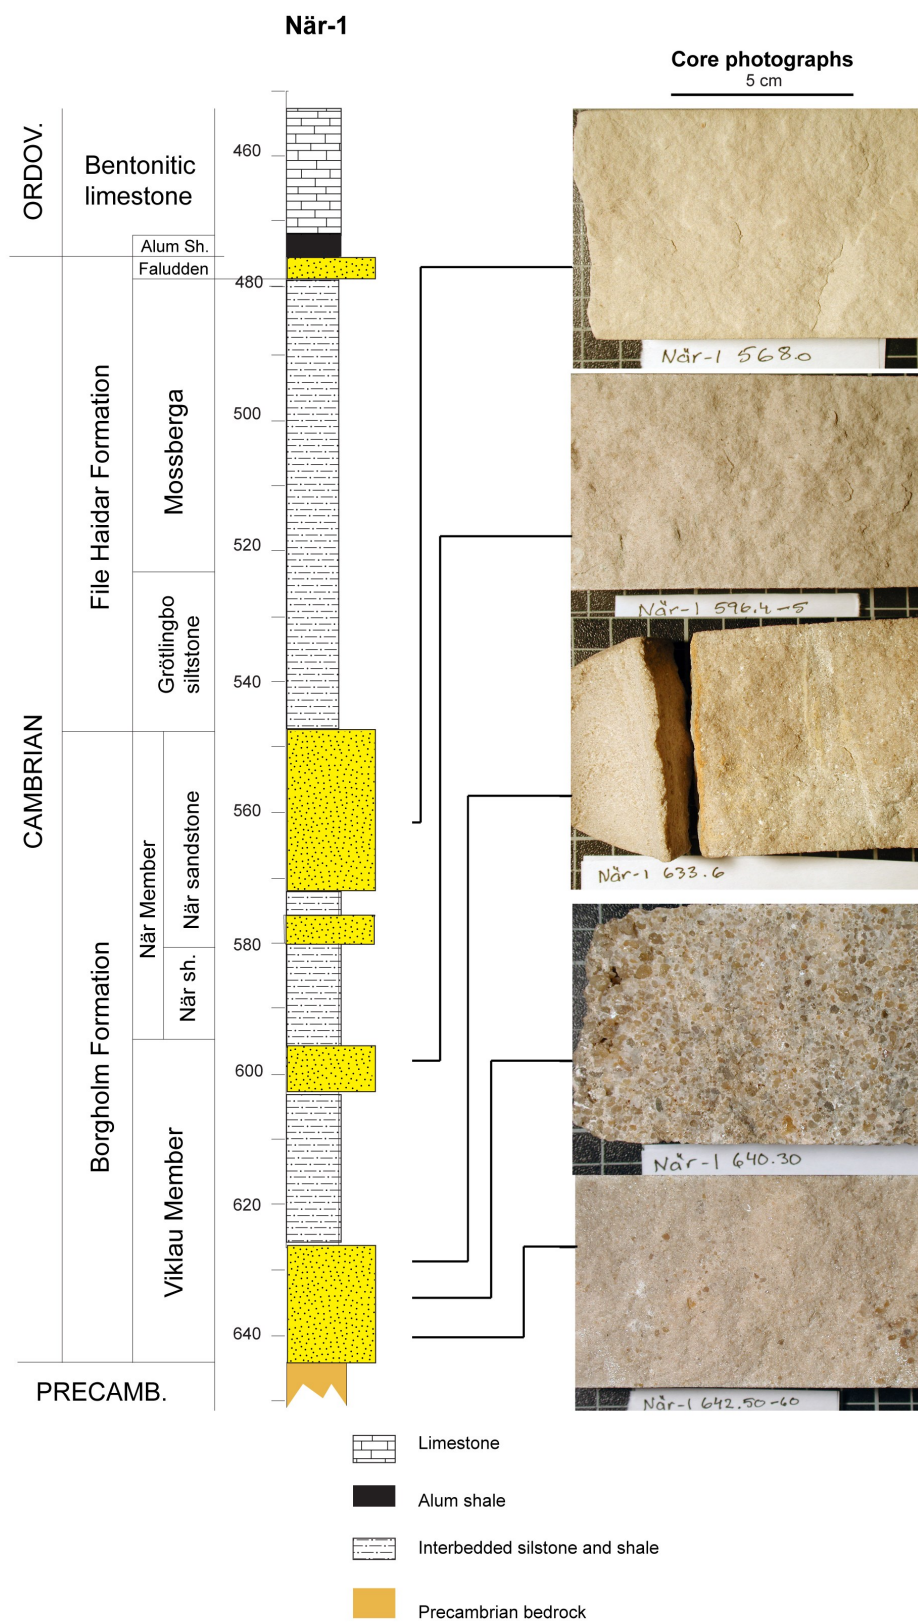 När-1
Core photographs
5 cm
ORDOV.
Bentonitic
limestone
Alum Sh.
Faludden
CAMBRIAN
File Haidar Formation
Mossberga
Grötlingbo
siltstone
Borgholm Formation
När Member
När sandstone
När sh.
Viklau Member
PRECAMB.
460
480
500
520
540
560
580
600
620
640
När-1 568.0
När-1 596.4-5
När-1 633.6
När-1 640.30
När-1 642.50-60
Limestone
Alum shale
Interbedded silstone and shale
Precambrian bedrock